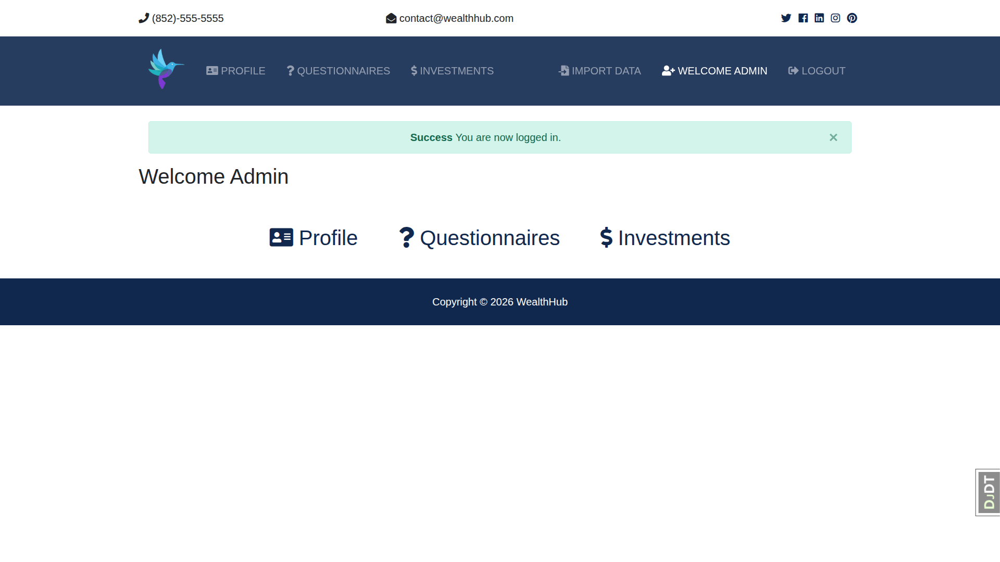 (852)-555-5555
contact@wealthhub.com
PROFILE
QUESTIONNAIRES
INVESTMENTS
IMPORT DATA
WELCOME ADMIN
LOGOUT
Success You are now logged in.
×
Welcome Admin
Profile
Questionnaires
Investments
Copyright © 2026 WealthHub
DJDT